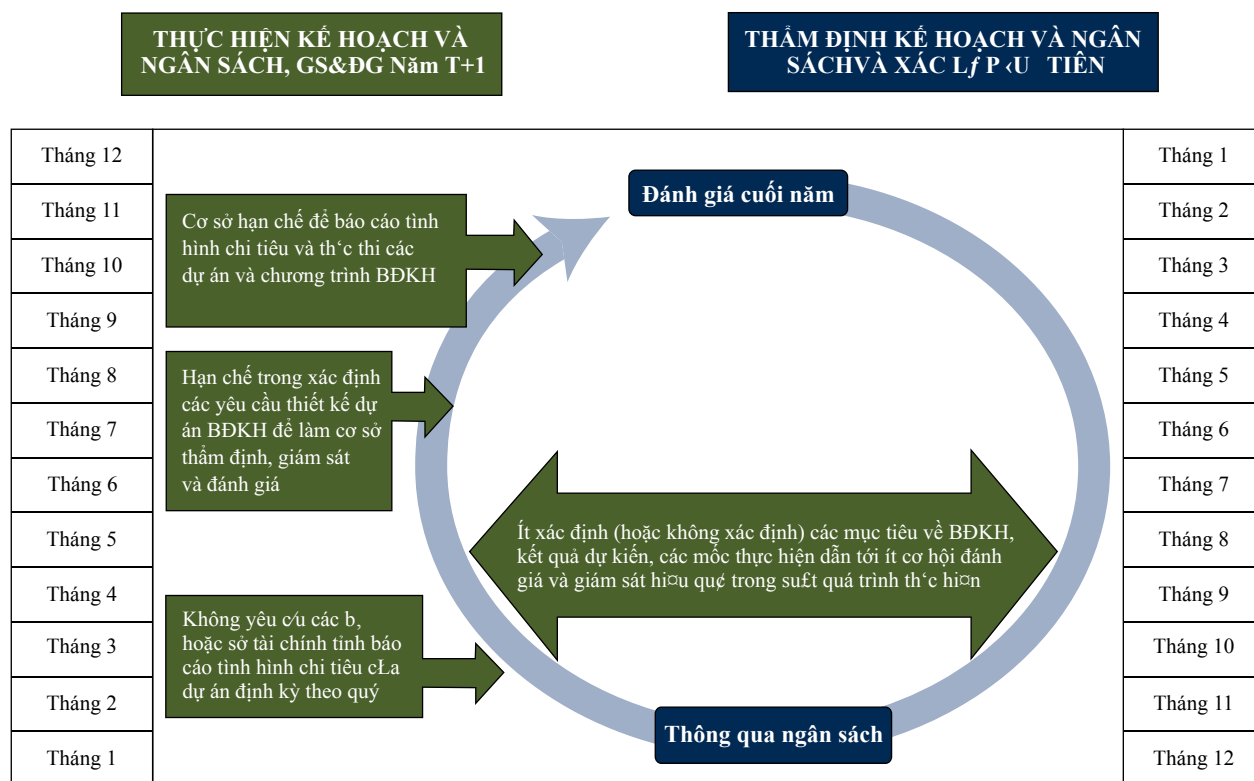 THỰC HIỆN KẾ HOẠCH VÀ
NGÂN SÁCH, GS&ĐG Năm T+1
THẨM ĐỊNH KẾ HOẠCH VÀ NGÂN
SÁCHVÀ XÁC LƒP ‹U TIÊN
Tháng 12
Tháng 11
Tháng 10
Tháng 9
Tháng 8
Tháng 7
Tháng 6
Tháng 5
Tháng 4
Tháng 3
Tháng 2
Tháng 1
Cơ sở hạn chế để báo cáo tình
hình chi tiêu và th‘c thi các
dự án và chương trình BĐKH
Hạn chế trong xác định
các yêu cầu thiết kế dự
án BĐKH để làm cơ sở
thẩm định, giám sát
và đánh giá
Không yêu c⁄u các b‚
hoặc sở tài chính tỉnh báo
cáo tình hình chi tiêu cŁa
dự án định kỳ theo quý
Đánh giá cuối năm
Ít xác định (hoặc không xác định) các mục tiêu về BĐKH,
kết quả dự kiến, các mốc thực hiện dẫn tới ít cơ hội đánh
giá và giám sát hi¤u qu¢ trong su£t quá trình th‘c hi¤n
Thông qua ngân sách
Tháng 1
Tháng 2
Tháng 3
Tháng 4
Tháng 5
Tháng 6
Tháng 7
Tháng 8
Tháng 9
Tháng 10
Tháng 11
Tháng 12